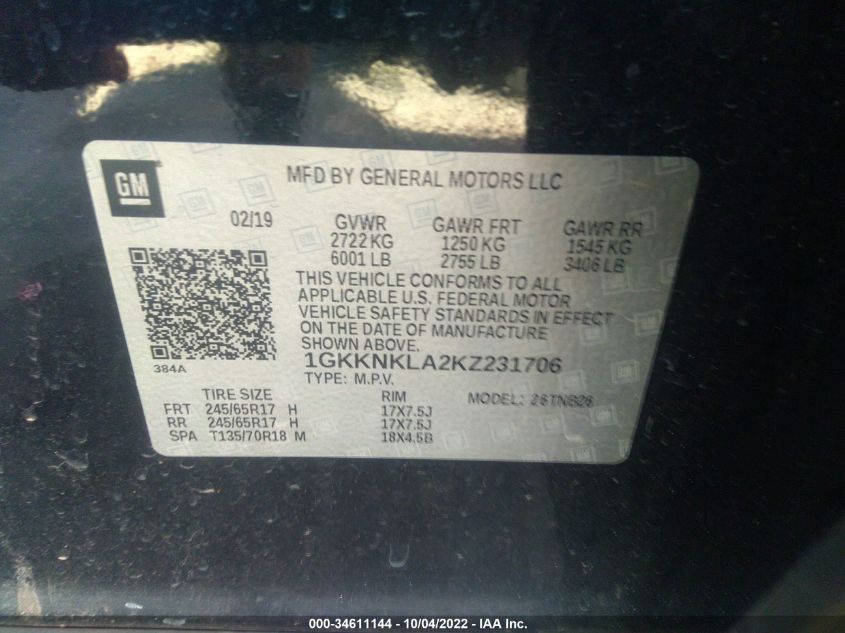 GM
MFD BY GENERAL MOTORS LLC
02/19 GVWR GAWR FRT GAWR RR
2722 KG 1250 KG 1545 KG
6001 LB 2755 LB 3406 LB
THIS VEHICLE CONFORMS TO ALL
APPLICABLE U.S. FEDERAL MOTOR
VEHICLE SAFETY STANDARDS IN EFFECT
ON THE DATE OF MANUFACTURE
SHOWN ABOVE.
384A
1GKKNKLA2KZ231706
TYPE: M.P.V.
TIRE SIZE RIM MODEL: 26TNB26
FRT 245/65R17 H 17X7.5J
RR 245/65R17 H 17X7.5J
SPA T135/70R18 M 18X4.5B
000-34611144 - 10/04/2022 - IAA Inc.